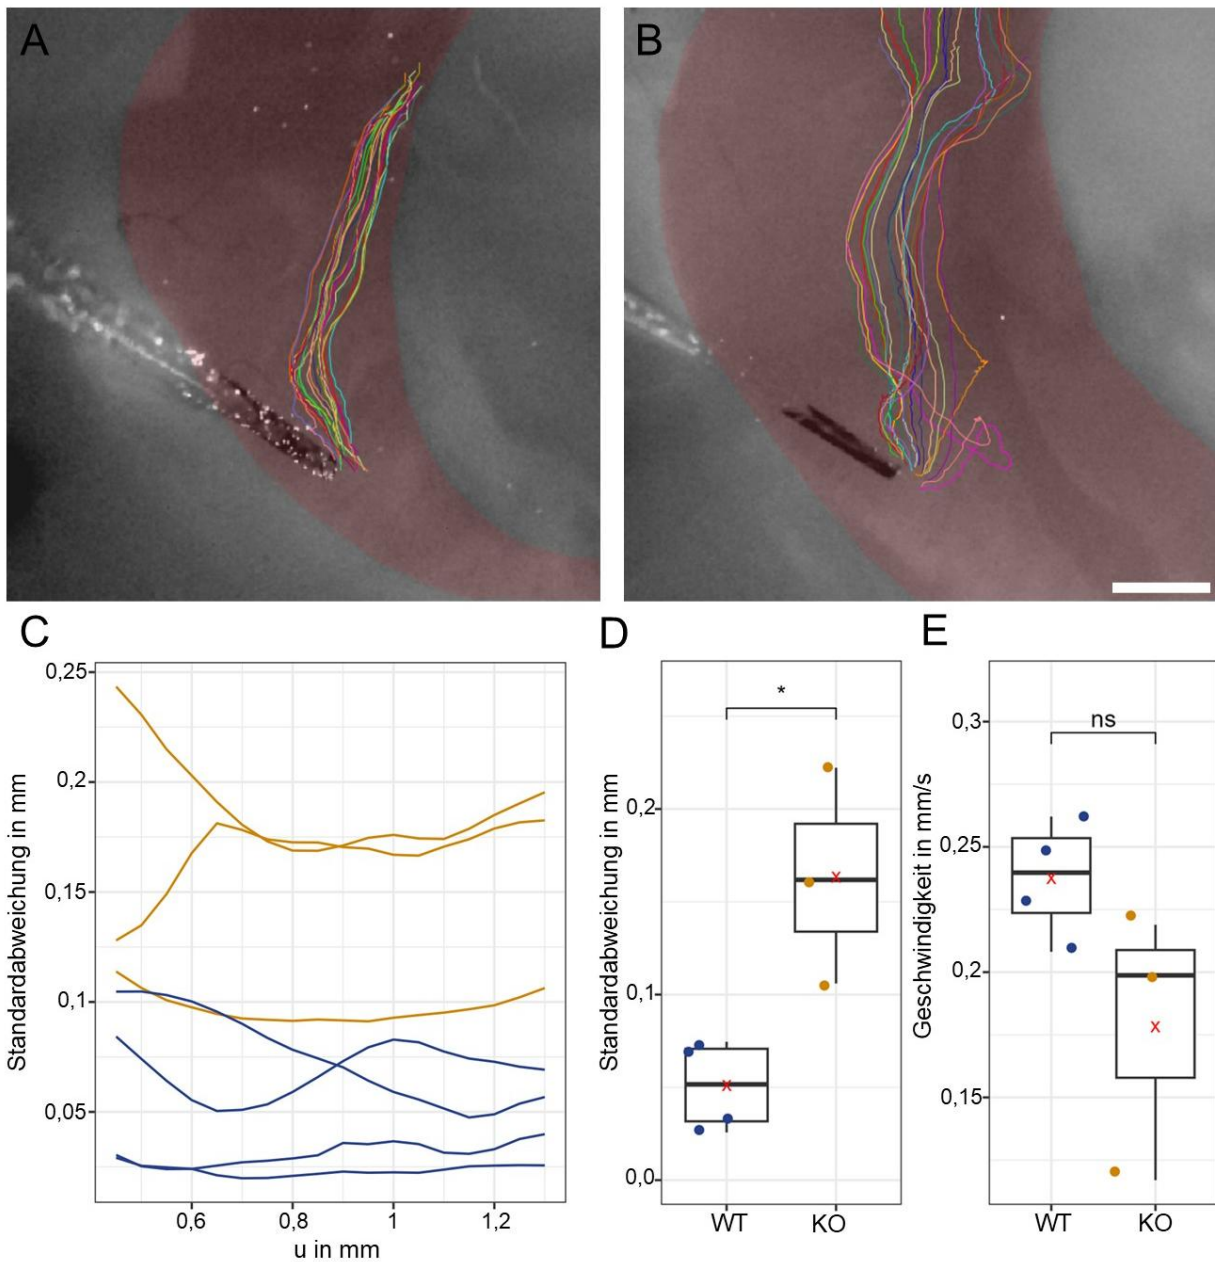 A
B
C
D
E
Standardabweichung in mm
0,25
0,2
0,15
0,1
0,05
0,6
0,8
1
1,2
u in mm
Standardabweichung in mm
0,2
0,1
0,0
*
WT
KO
Geschwindigkeit in mm/s
0,3
0,25
0,2
0,15
ns
WT
KO